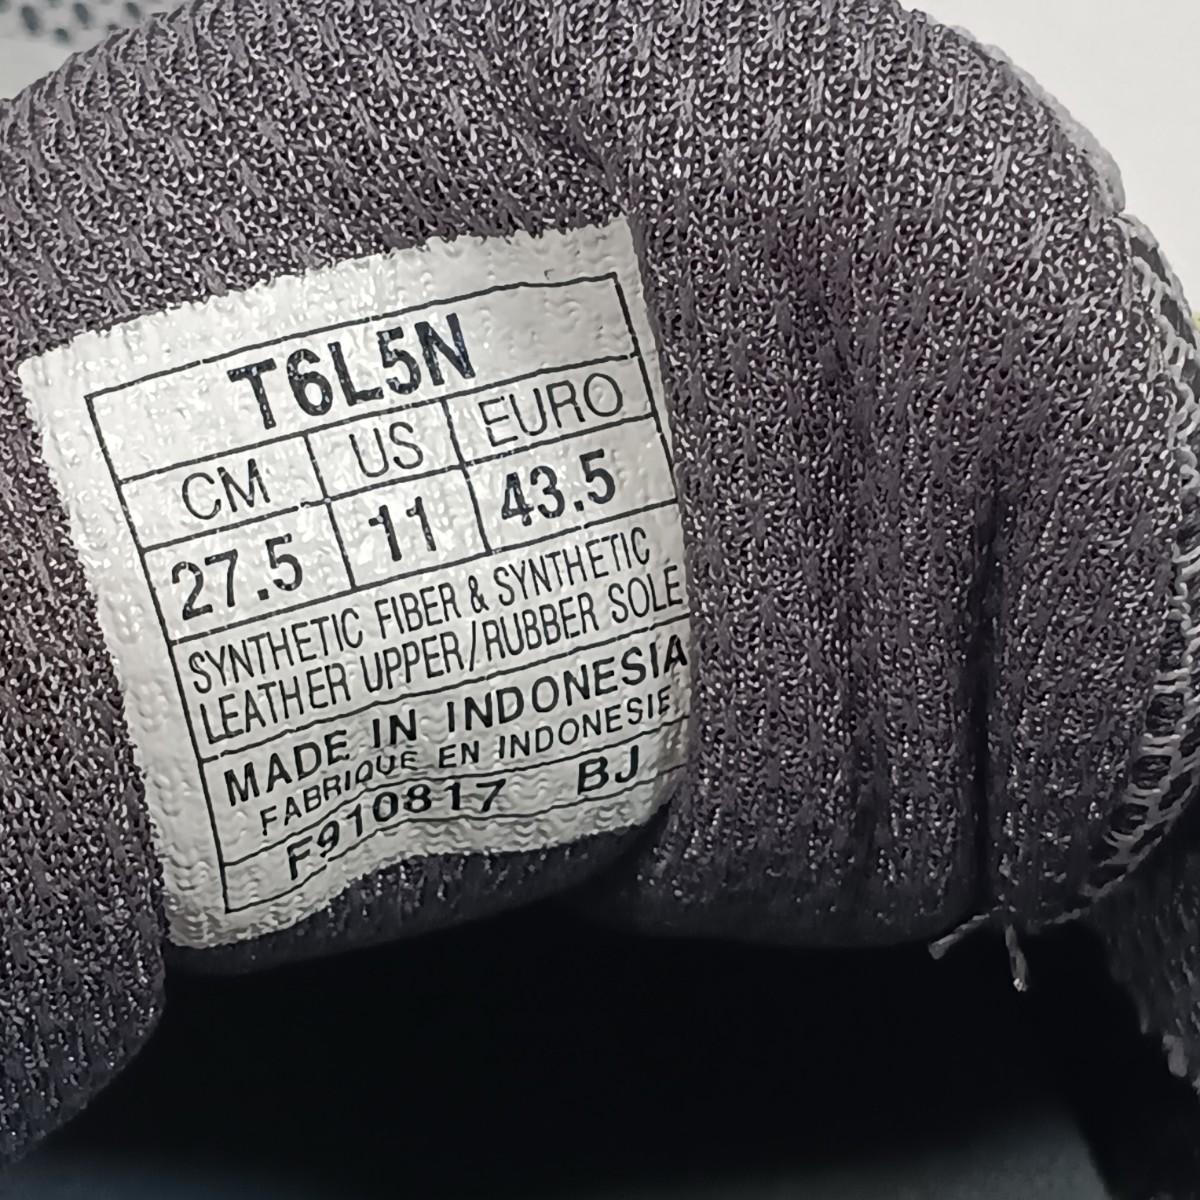 T6L5N
CM US EURO
27.5 11 43.5
SYNTHETIC FIBER & SYNTHETIC
LEATHER UPPER/RUBBER SOLE
MADE IN INDONESIA
FABRIQUE EN INDONESIE
F910817 BJ